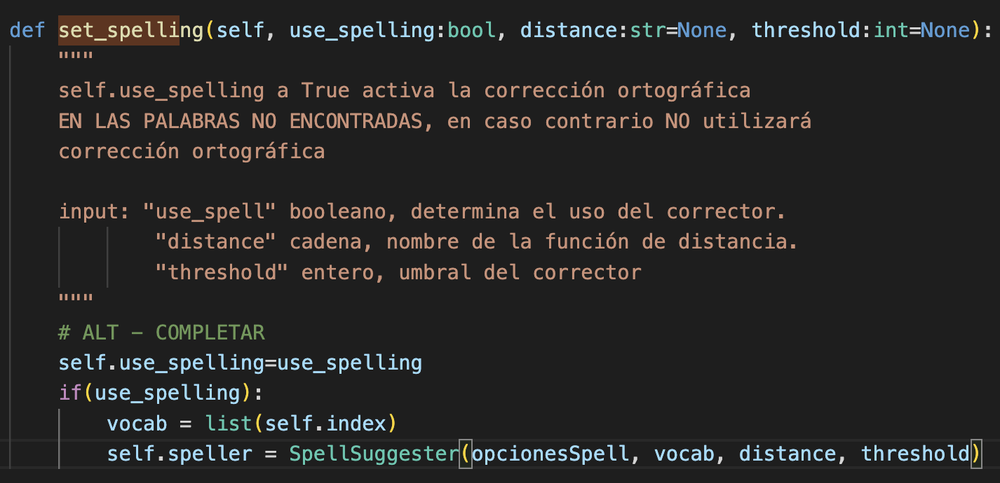 def set_spelling(self, use_spelling:bool, distance:str=None, threshold:int=None):
"""
self.use_spelling a True activa la corrección ortográfica
EN LAS PALABRAS NO ENCONTRADAS, en caso contrario NO utilizará
corrección ortográfica
input: "use_spell" booleano, determina el uso del corrector.
"distance" cadena, nombre de la función de distancia.
"threshold" entero, umbral del corrector
"""
# ALT - COMPLETAR
self.use_spelling=use_spelling
if(use_spelling):
vocab = list(self.index)
self.speller = SpellSuggester(opcionesSpell, vocab, distance, threshold)